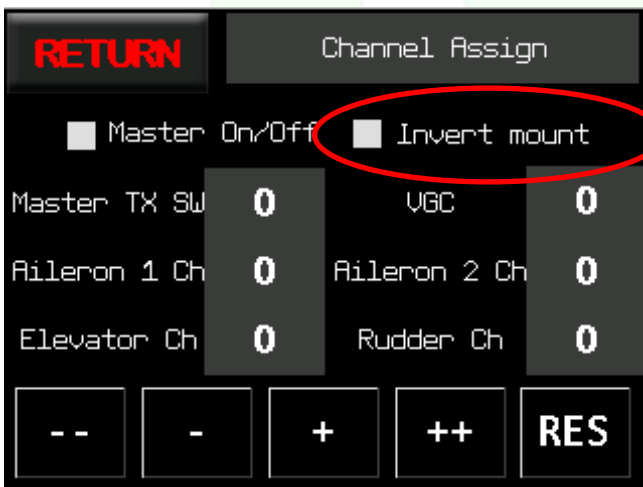 RETURN Channel Assign
Master On/Off Invert mount
Master TX SW 0 VGC 0
Aileron 1 Ch 0 Aileron 2 Ch 0
Elevator Ch 0 Rudder Ch 0
-- - + ++ RES